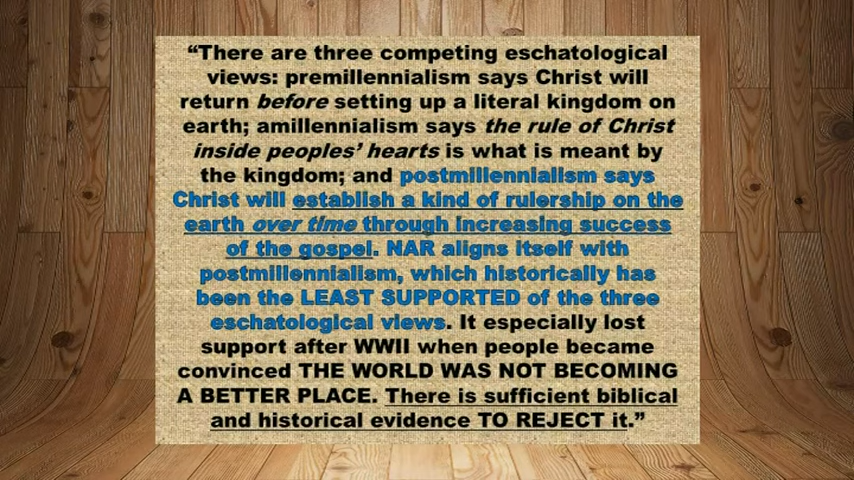 “There are three competing eschatological
views: premillennialism says Christ will
return before setting up a literal kingdom on
earth; amillennialism says the rule of Christ
inside peoples’ hearts is what is meant by
the kingdom; and postmillennialism says
Christ will establish a kind of rulership on the
earth over time through increasing success
of the gospel. NAR aligns itself with
postmillennialism, which historically has
been the LEAST SUPPORTED of the three
eschatological views. It especially lost
support after WWII when people became
convinced THE WORLD WAS NOT BECOMING
A BETTER PLACE. There is sufficient biblical
and historical evidence TO REJECT it.”